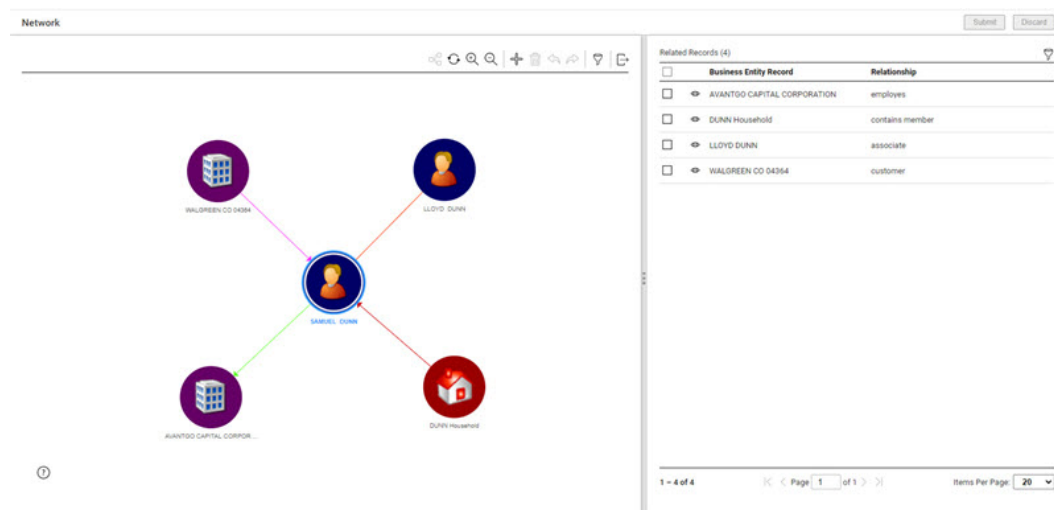 Network
Submit
Discard
WALGREEN CO 04364
LLOYD DUNN
SAMUEL DUNN
AVANTGO CAPITAL CORPOR...
DUNN Household
?
Related Records (4)
Business Entity Record Relationship
AVANTGO CAPITAL CORPORATION employes
DUNN Household contains member
LLOYD DUNN associate
WALGREEN CO 04364 customer
1 – 4 of 4 Page 1 of 1 Items Per Page: 20